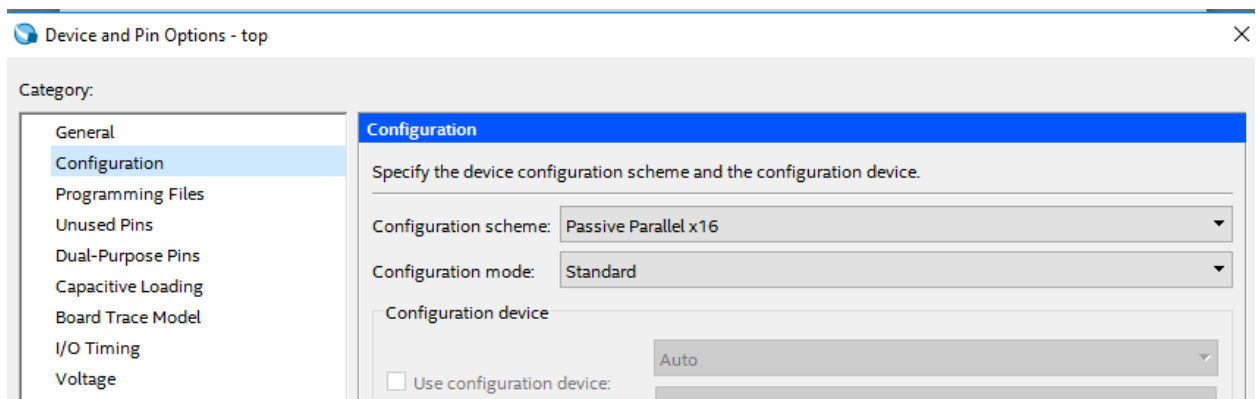 Device and Pin Options - top
Category:
General
Configuration
Programming Files
Unused Pins
Dual-Purpose Pins
Capacitive Loading
Board Trace Model
I/O Timing
Voltage
Configuration
Specify the device configuration scheme and the configuration device.
Configuration scheme: Passive Parallel x16
Configuration mode: Standard
Configuration device
Auto
Use configuration device: